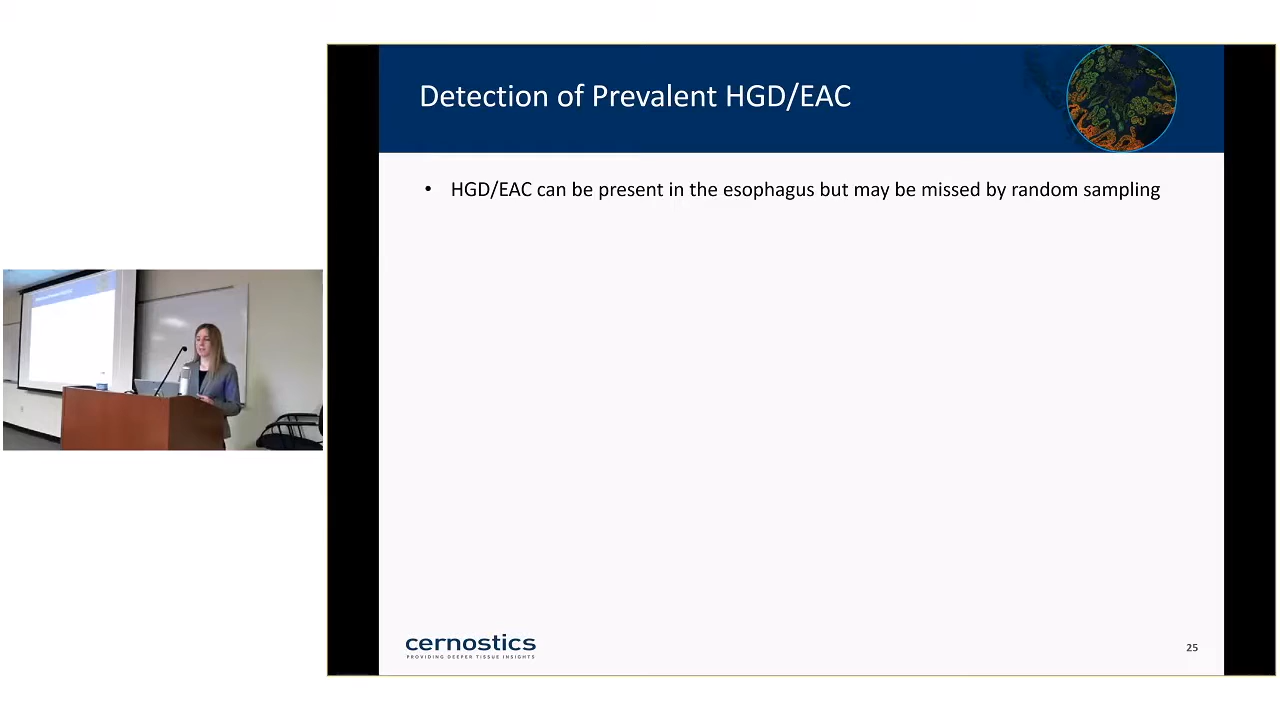 Detection of Prevalent HGD/EAC
• HGD/EAC can be present in the esophagus but may be missed by random sampling
cernostics
PROVIDING DEEPER TISSUE INSIGHTS
25